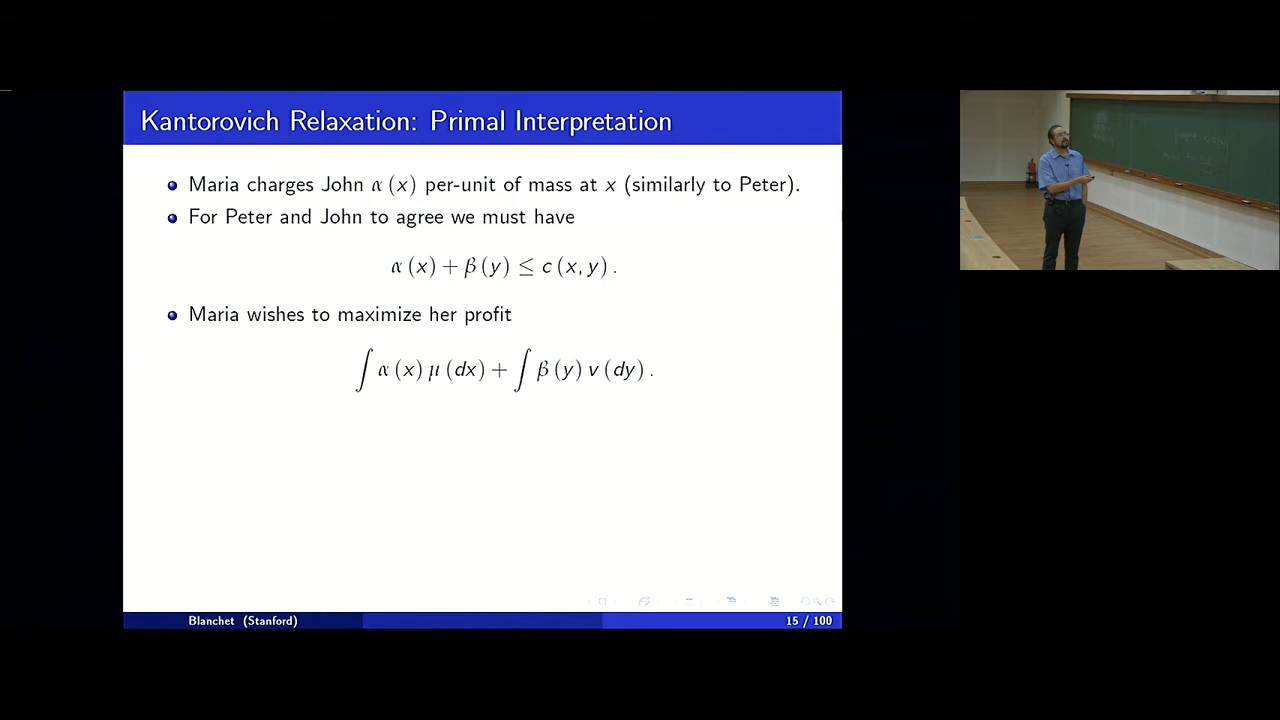 Kantorovich Relaxation: Primal Interpretation
Maria charges John α (x) per-unit of mass at x (similarly to Peter).
For Peter and John to agree we must have
α (x) + β (y) ≤ c (x, y) .
Maria wishes to maximize her profit
∫ α (x) μ (dx) + ∫ β (y) v (dy) .
Blanchet (Stanford)
15 / 100